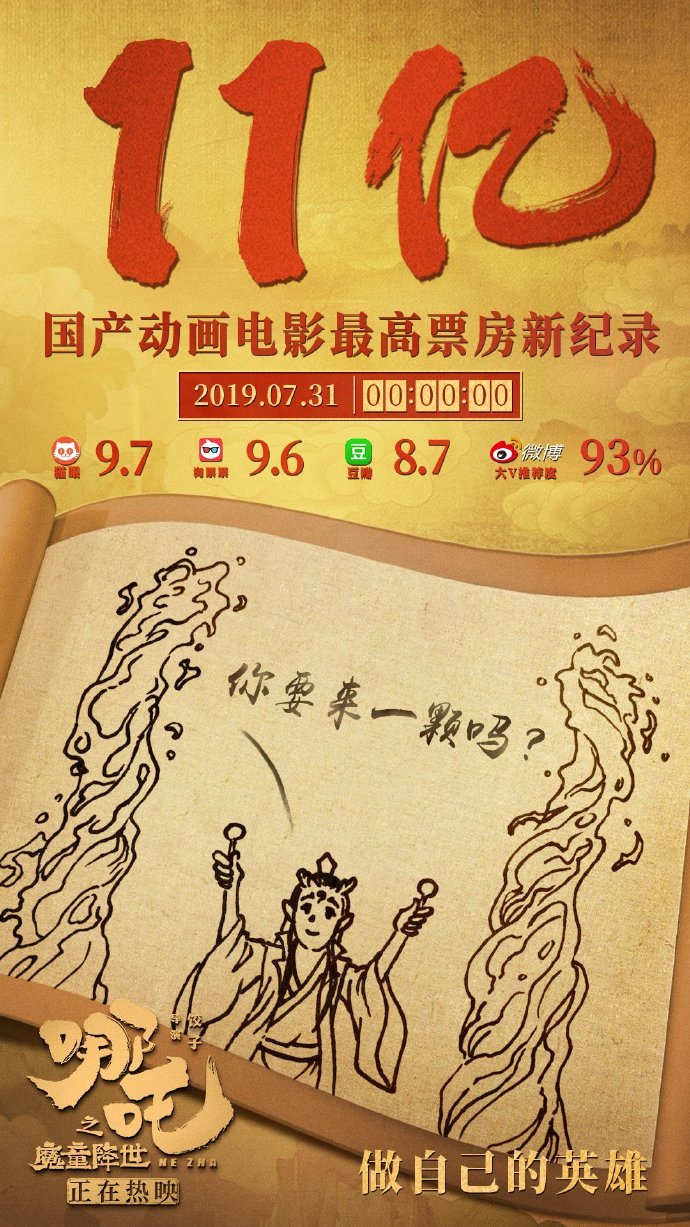 11亿
国产动画电影最高票房新纪录
2019.07.31 00:00:00
猫眼 9.7 淘票票 9.6 豆 豆瓣 8.7 微博 大V推荐度 93%
你要来一颗吗?
导演 饺子
哪吒
之
魔童降世 NE ZHA
正在热映
做自己的英雄